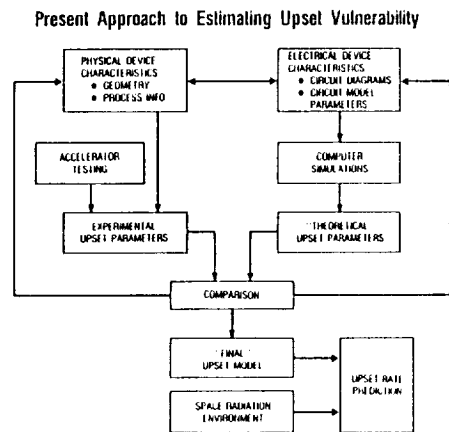 Present Approach to Estimating Upset Vulnerability
PHYSICAL DEVICE
CHARACTERISTICS
● GEOMETRY
● PROCESS INFO
ELECTRICAL DEVICE
CHARACTERISTICS
● CIRCUIT DIAGRAMS
● CIRCUIT MODEL
PARAMETERS
ACCELERATOR
TESTING
COMPUTER
SIMULATIONS
EXPERIMENTAL
UPSET PARAMETERS
"THEORETICAL"
UPSET PARAMETERS
COMPARISON
"FINAL"
UPSET MODEL
SPACE RADIATION
ENVIRONMENT
UPSET RATE
PREDICTION